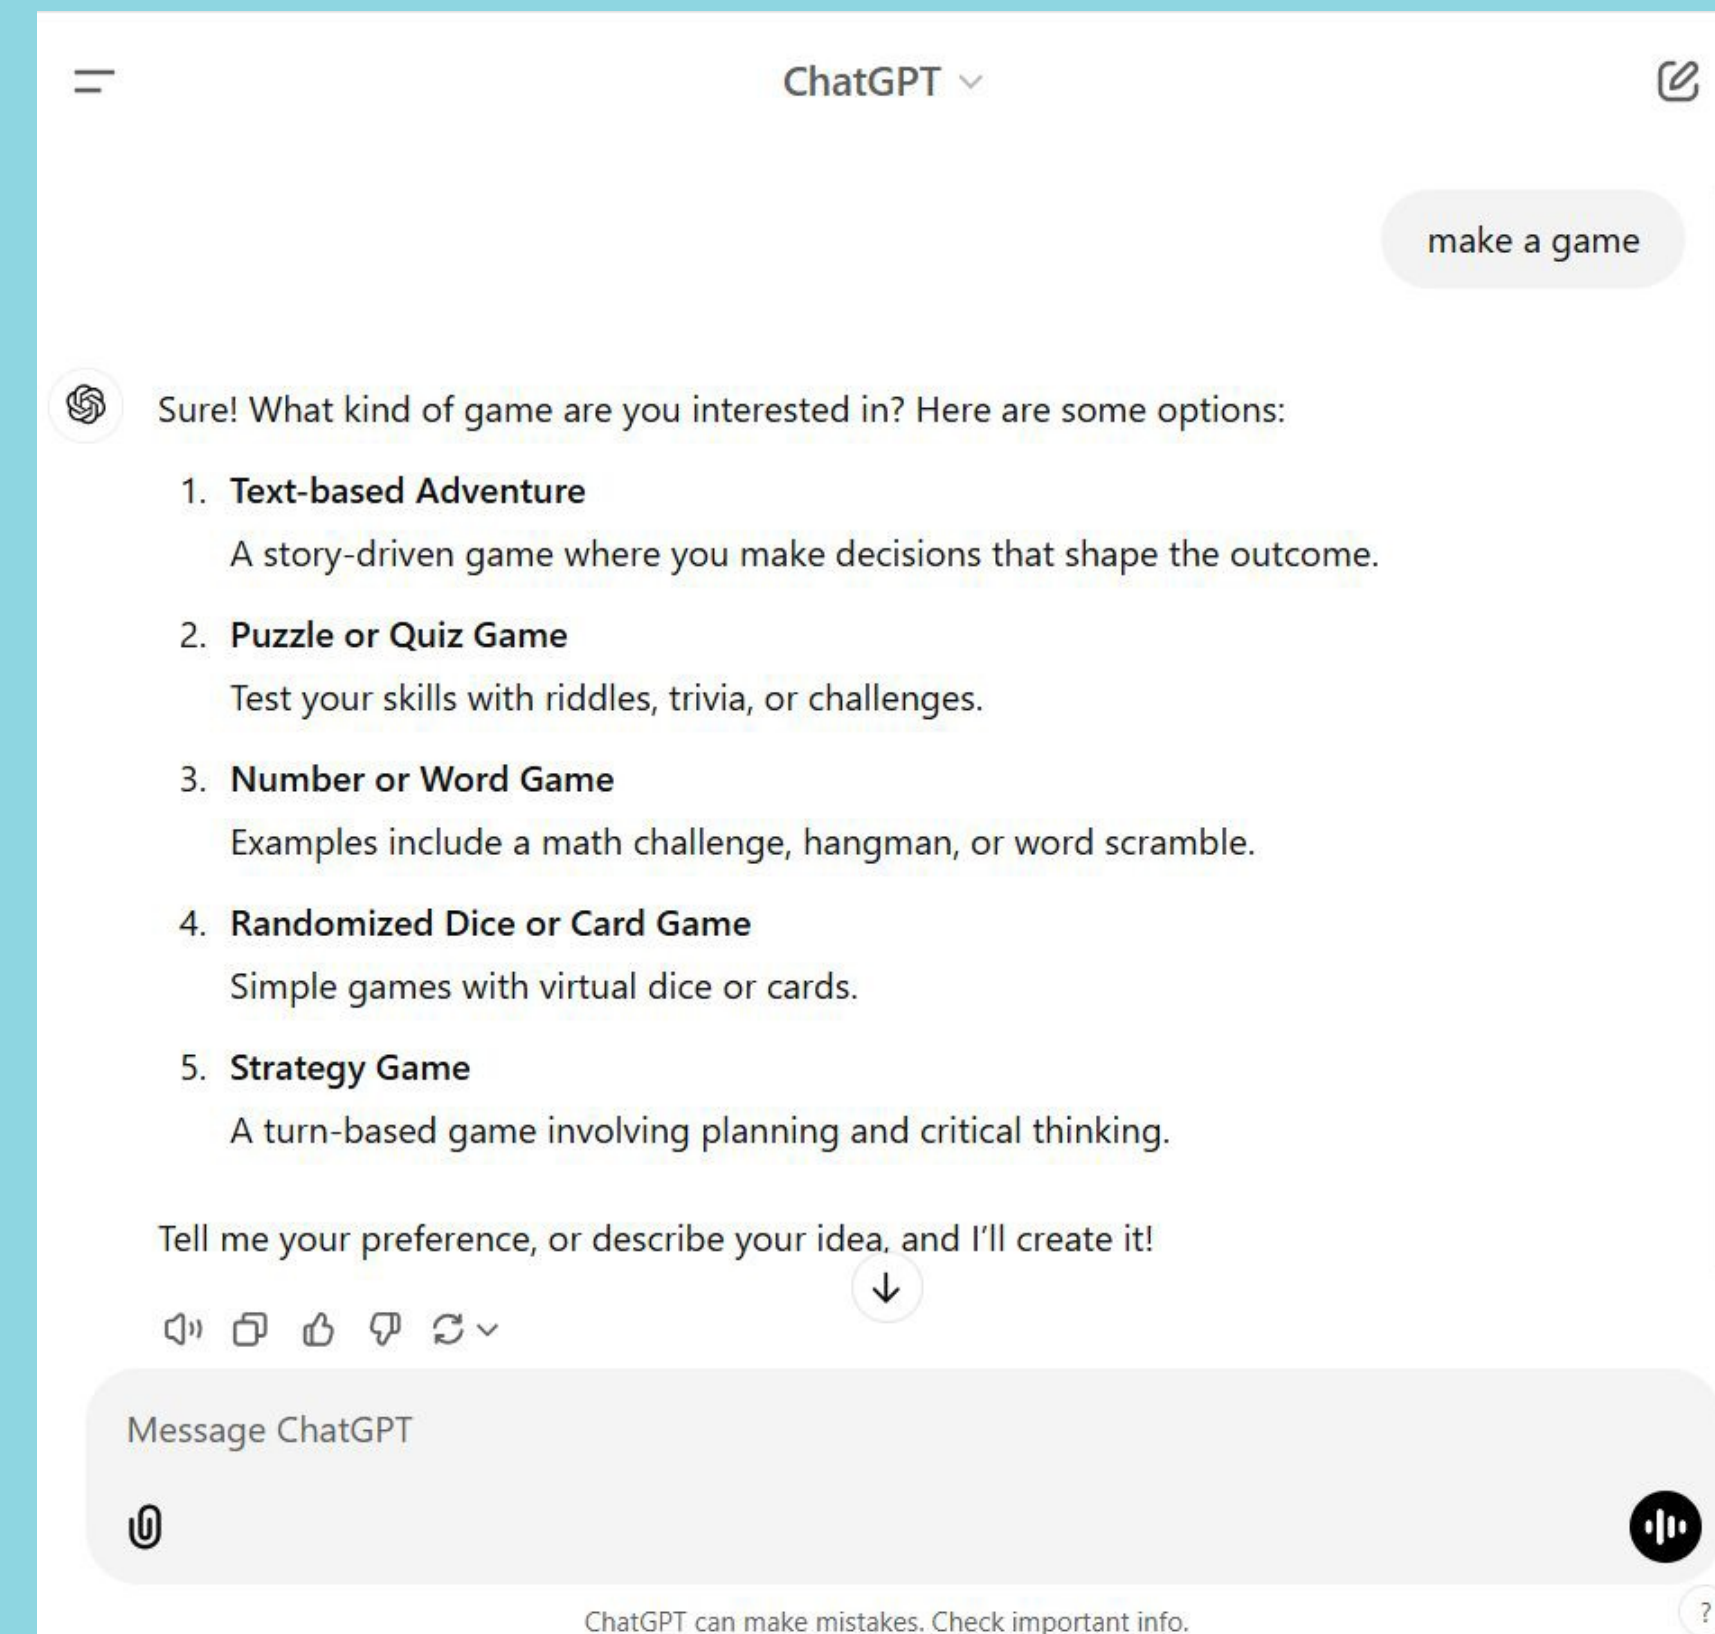 ChatGPT
make a game
Sure! What kind of game are you interested in? Here are some options:
1. Text-based Adventure
A story-driven game where you make decisions that shape the outcome.
2. Puzzle or Quiz Game
Test your skills with riddles, trivia, or challenges.
3. Number or Word Game
Examples include a math challenge, hangman, or word scramble.
4. Randomized Dice or Card Game
Simple games with virtual dice or cards.
5. Strategy Game
A turn-based game involving planning and critical thinking.
Tell me your preference, or describe your idea, and I'll create it!
Message ChatGPT
ChatGPT can make mistakes. Check important info.
?